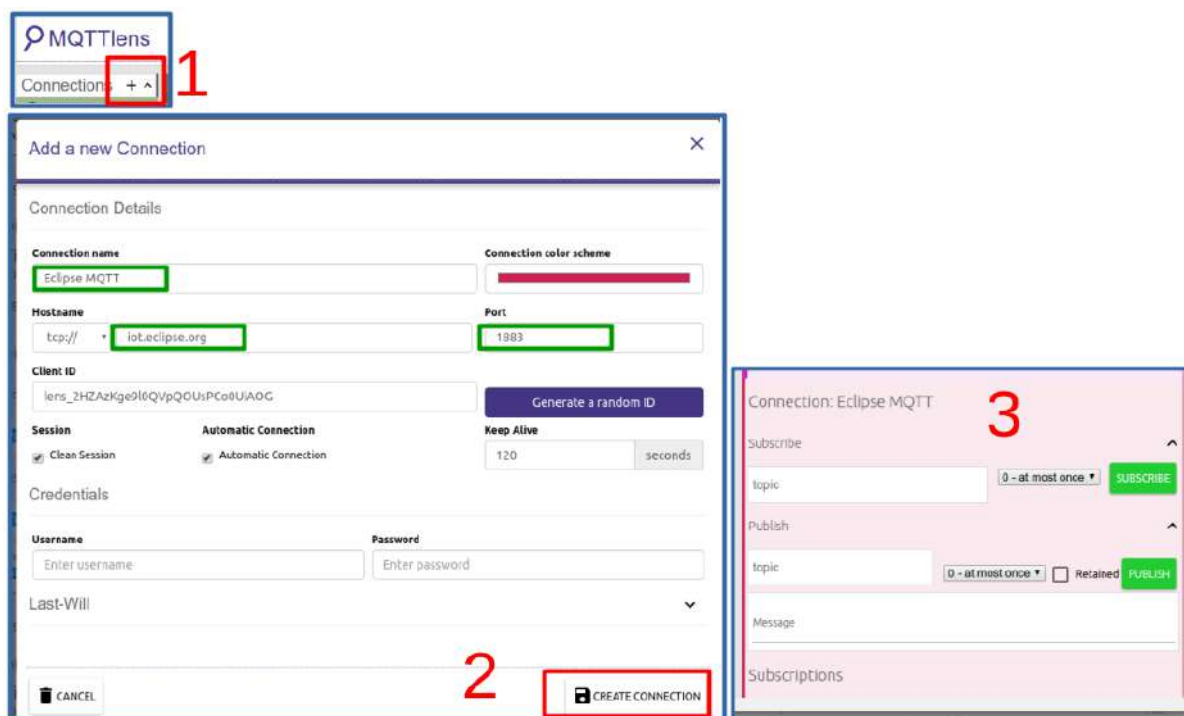 MQTTlens
1
Connections + ^
Add a new Connection ×
Connection Details
Connection name Connection color scheme
Eclipse MQTT
Hostname Port
tcp:// iot.eclipse.org 1883
Client ID
Generate a random ID
Session Automatic Connection Keep Alive
Clean Session Automatic Connection 120 seconds
Credentials
Username Password
Enter username Enter password
Last-Will
2
CANCEL CREATE CONNECTION
Connection: Eclipse MQTT
3
Subscribe
topic 0 - at most once SUBSCRIBE
Publish
topic 0 - at most once Retained PUBLISH
Message
Subscriptions